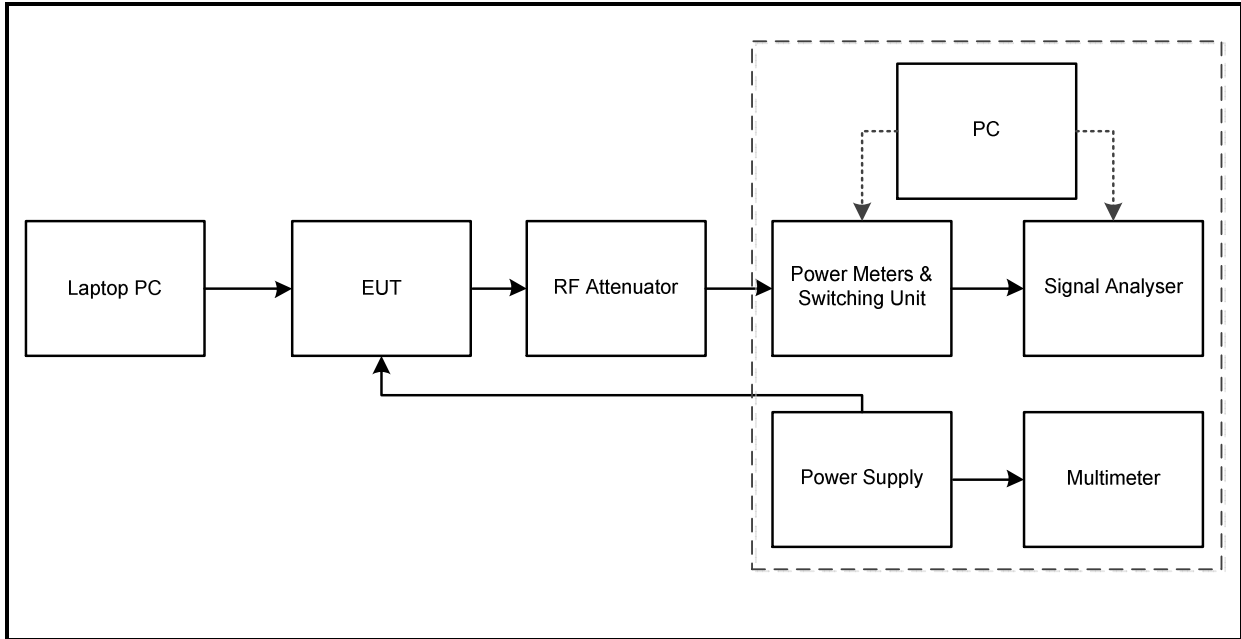 PC
Laptop PC
EUT
RF Attenuator
Power Meters &
Switching Unit
Signal Analyser
Power Supply
Multimeter